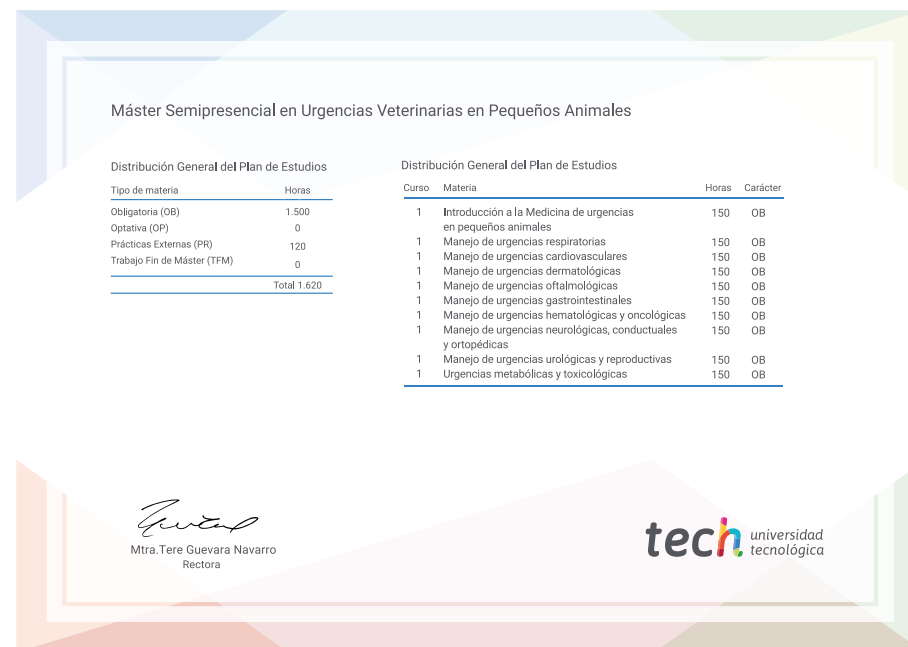 Máster Semipresencial en Urgencias Veterinarias en Pequeños Animales
Distribución General del Plan de Estudios
Tipo de materia Horas
Obligatoria (OB) 1.500
Optativa (OP) 0
Prácticas Externas (PR) 120
Trabajo Fin de Máster (TFM) 0
Total 1.620
Distribución General del Plan de Estudios
Curso Materia Horas Carácter
1 Introducción a la Medicina de urgencias 150 OB
en pequeños animales
1 Manejo de urgencias respiratorias 150 OB
1 Manejo de urgencias cardiovasculares 150 OB
1 Manejo de urgencias dermatológicas 150 OB
1 Manejo de urgencias oftalmológicas 150 OB
1 Manejo de urgencias gastrointestinales 150 OB
1 Manejo de urgencias hematológicas y oncológicas 150 OB
1 Manejo de urgencias neurológicas, conductuales 150 OB
y ortopédicas
1 Manejo de urgencias urológicas y reproductivas 150 OB
1 Urgencias metabólicas y toxicológicas 150 OB
Mtra.Tere Guevara Navarro
Rectora
tech universidad
tecnológica